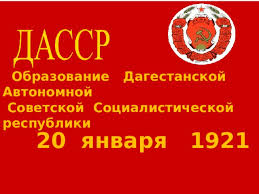 ДАССР
Образование Дагестанской
Автономной
Советской Социалистической
республики
20 января 1921